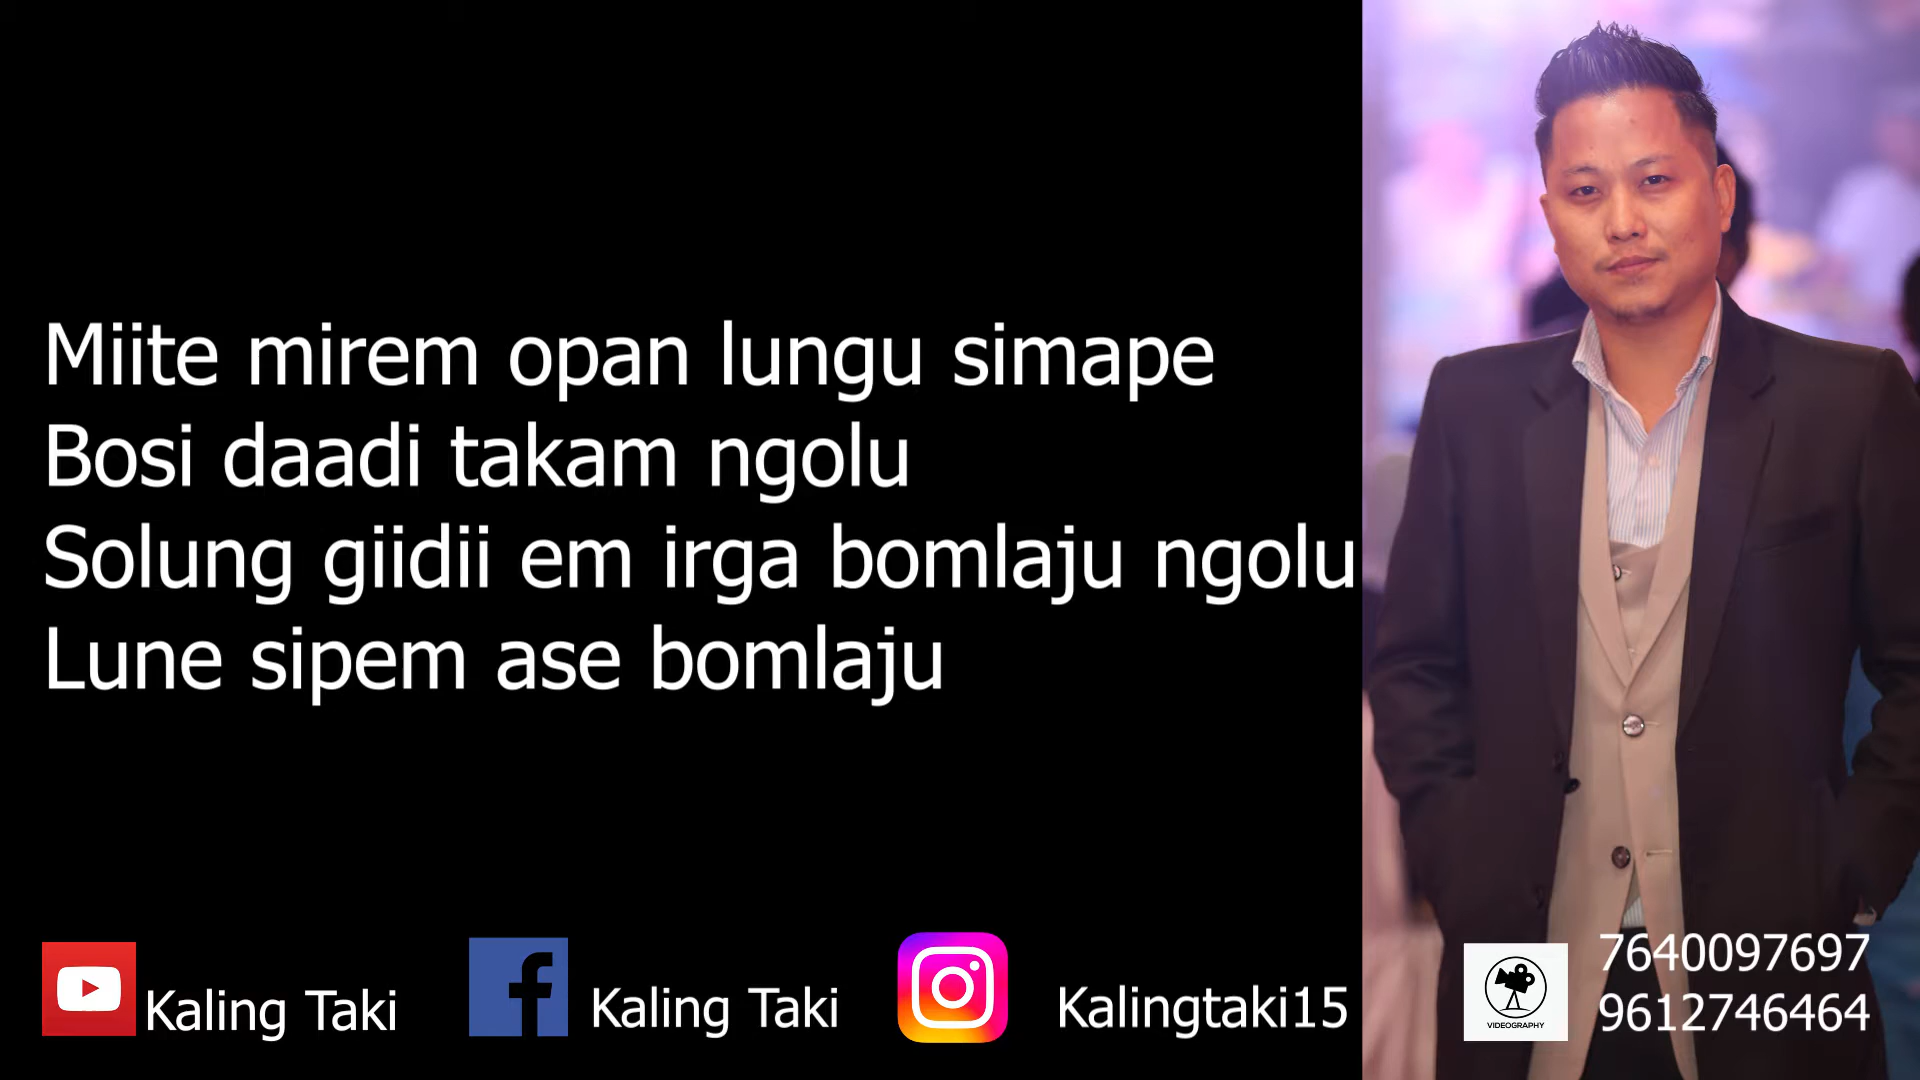 Miite mirem opan lungu simape
Bosi daadi takam ngolu
Solung giidii em irga bomlaju ngolu
Lune sipem ase bomlaju
Kaling Taki
Kaling Taki
Kalingtaki15
VIDEOGRAPHY
7640097697
9612746464